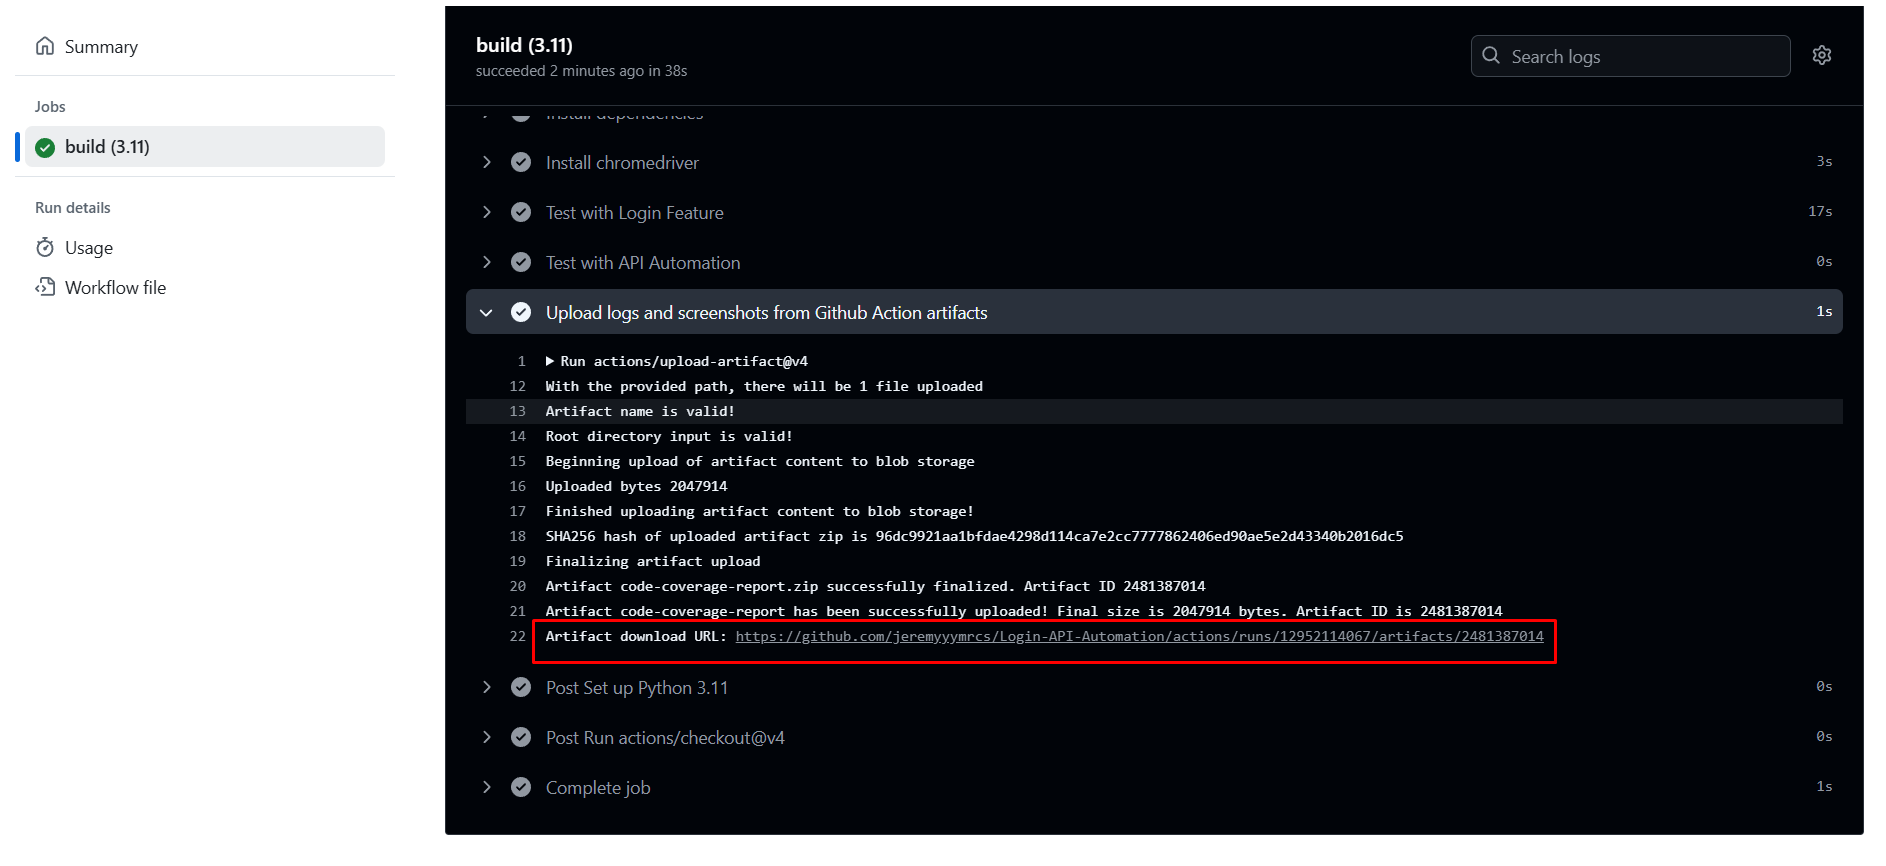 Summary
Jobs
build (3.11)
Run details
Usage
Workflow file
build (3.11)
succeeded 2 minutes ago in 38s
Search logs
Install dependencies
Install chromedriver 3s
Test with Login Feature 17s
Test with API Automation 0s
Upload logs and screenshots from Github Action artifacts 1s
1 Run actions/upload-artifact@v4
12 With the provided path, there will be 1 file uploaded
13 Artifact name is valid!
14 Root directory input is valid!
15 Beginning upload of artifact content to blob storage
16 Uploaded bytes 2047914
17 Finished uploading artifact content to blob storage!
18 SHA256 hash of uploaded artifact zip is 96dc9921aa1bfdae4298d114ca7e2cc7777862406ed90ae5e2d43340b2016dc5
19 Finalizing artifact upload
20 Artifact code-coverage-report.zip successfully finalized. Artifact ID 2481387014
21 Artifact code-coverage-report has been successfully uploaded! Final size is 2047914 bytes. Artifact ID is 2481387014
22 Artifact download URL: https://github.com/jeremyyymrcs/Login-API-Automation/actions/runs/12952114067/artifacts/2481387014
Post Set up Python 3.11 0s
Post Run actions/checkout@v4 0s
Complete job 1s